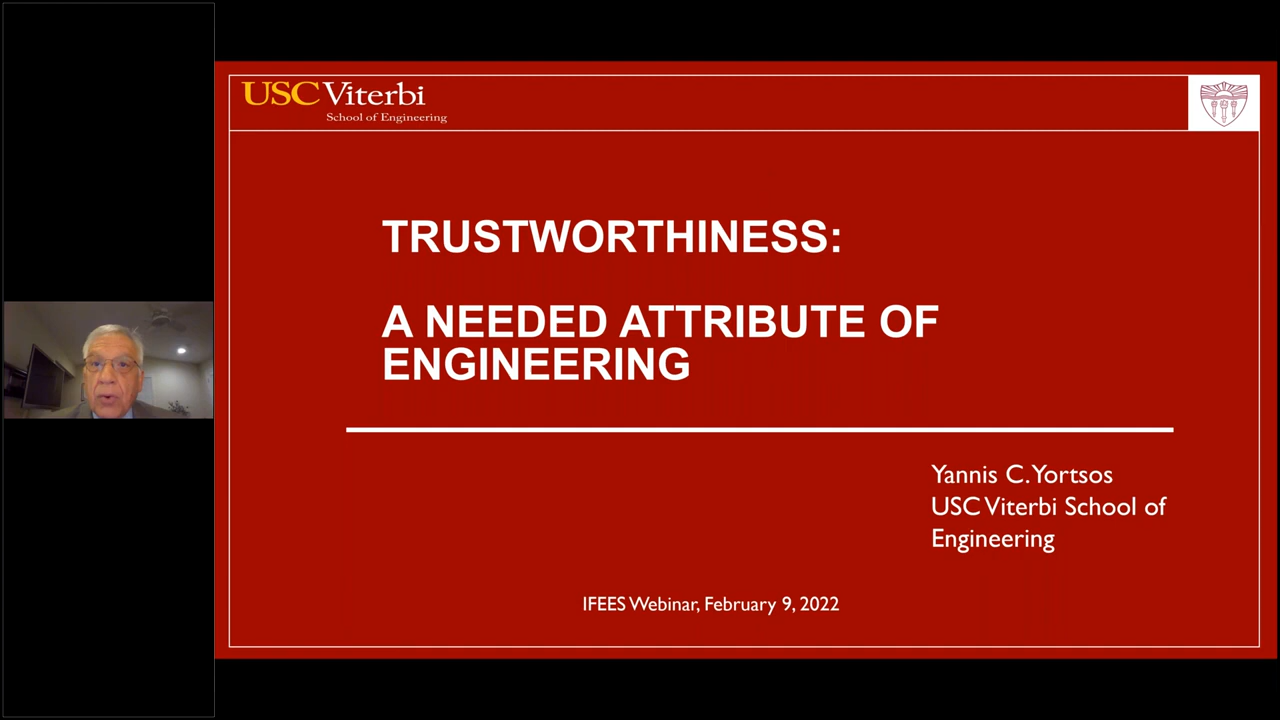 USC Viterbi
School of Engineering
TRUSTWORTHINESS:
A NEEDED ATTRIBUTE OF
ENGINEERING
Yannis C. Yortsos
USC Viterbi School of
Engineering
IFEES Webinar, February 9, 2022